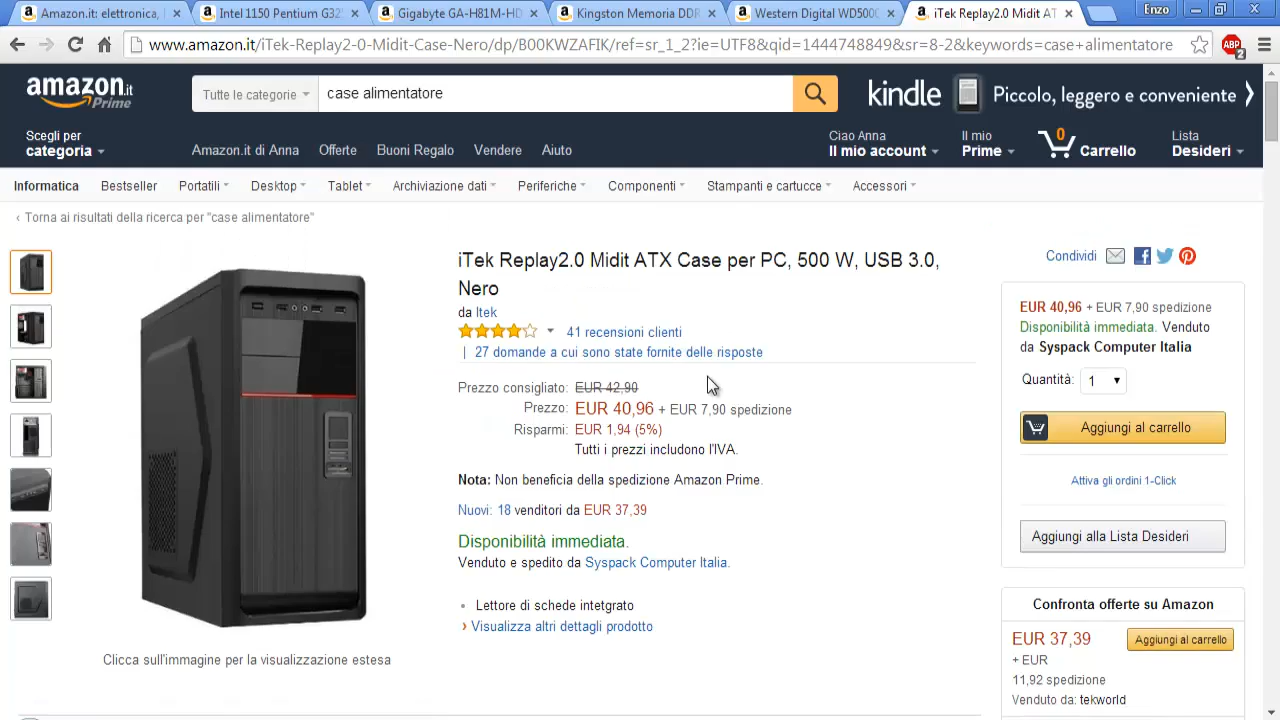 Amazon.it: elettronica, l
Intel 1150 Pentium G325
Gigabyte GA-H81M-HD
Kingston Memoria DDR
Western Digital WD5000
iTek Replay2.0 Midit AT
Enzo
www.amazon.it/iTek-Replay2-0-Midit-Case-Nero/dp/B00KWZAFIK/ref=sr_1_2?ie=UTF8&qid=1444748849&sr=8-2&keywords=case+alimentatore
ABP
2
amazon.it
Prime
Tutte le categorie
case alimentatore
kindle
Piccolo, leggero e conveniente
Scegli per
categoria
Amazon.it di Anna Offerte Buoni Regalo Vendere Aiuto
Ciao Anna
Il mio account
Il mio
Prime
0
Carrello
Lista
Desideri
Informatica Bestseller Portatili Desktop Tablet Archiviazione dati Periferiche Componenti Stampanti e cartucce Accessori
‹ Torna ai risultati della ricerca per "case alimentatore"
iTek Replay2.0 Midit ATX Case per PC, 500 W, USB 3.0,
Nero
da Itek
41 recensioni clienti
| 27 domande a cui sono state fornite delle risposte
Prezzo consigliato: EUR 42,90
Prezzo: EUR 40,96 + EUR 7,90 spedizione
Risparmi: EUR 1,94 (5%)
Tutti i prezzi includono l'IVA.
Nota: Non beneficia della spedizione Amazon Prime.
Nuovi: 18 venditori da EUR 37,39
Disponibilità immediata.
Venduto e spedito da Syspack Computer Italia.
• Lettore di schede intetgrato
› Visualizza altri dettagli prodotto
Clicca sull'immagine per la visualizzazione estesa
Condividi
EUR 40,96 + EUR 7,90 spedizione
Disponibilità immediata. Venduto
da Syspack Computer Italia
Quantità: 1
Aggiungi al carrello
Attiva gli ordini 1-Click
Aggiungi alla Lista Desideri
Confronta offerte su Amazon
EUR 37,39
Aggiungi al carrello
+ EUR
11,92 spedizione
Venduto da: tekworld